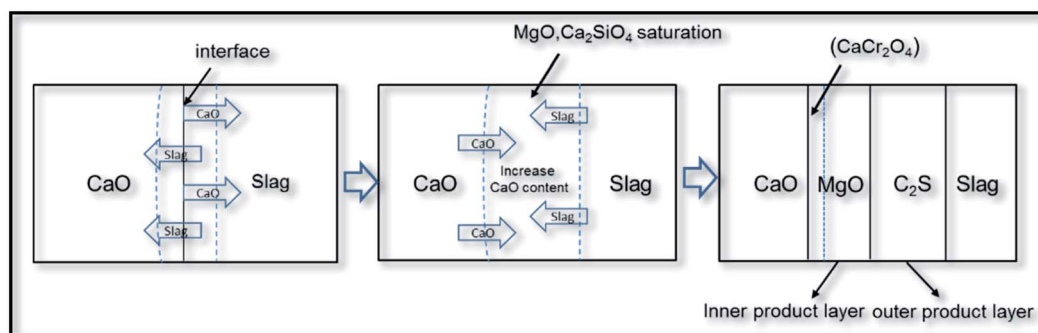 interface
CaO
Slag
CaO
Slag
CaO
Slag
MgO,Ca₂SiO₄ saturation
Slag
CaO
Increase
CaO content
CaO
Slag
Slag
CaO
(CaCr₂O₄)
CaO
MgO
C₂S
Slag
Inner product layer
outer product layer